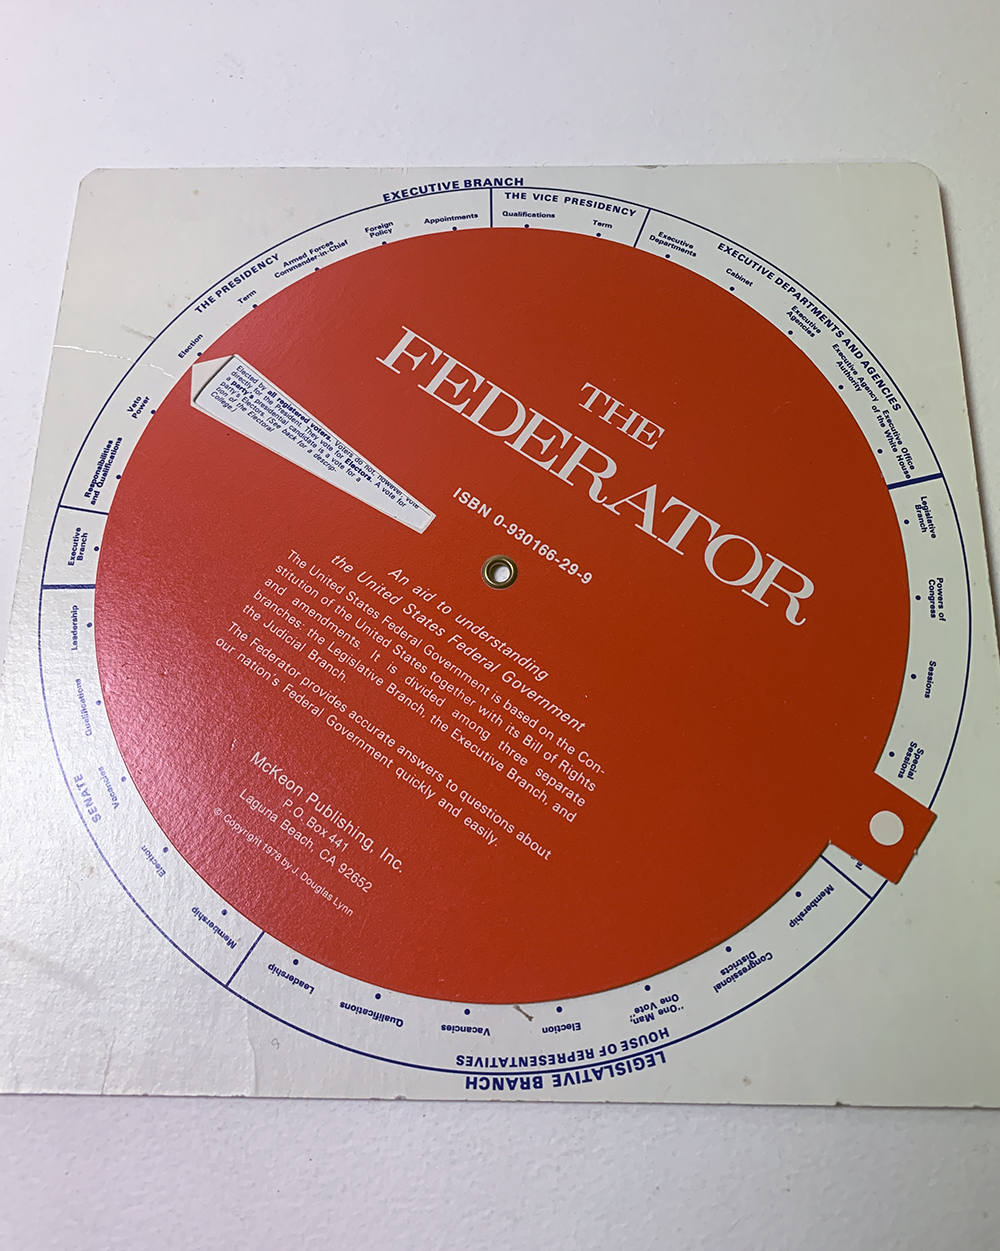 EXECUTIVE BRANCH
THE PRESIDENCY
Responsibilities
and Qualifications
Veto
Power
Election
Term
Armed Forces
Commander-in-Chief
Foreign
Policy
Appointments
THE VICE PRESIDENCY
Qualifications
Term
EXECUTIVE DEPARTMENTS AND AGENCIES
Executive
Departments
Cabinet
Executive
Agencies
Executive Agency
Authority
Executive Office
of the White House
Legislative
Branch
Powers of
Congress
Sessions
Special
Sessions
LEGISLATIVE BRANCH
HOUSE OF REPRESENTATIVES
Membership
Congressional
Districts
"One Man,
One Vote"
Election
Vacancies
Qualifications
Leadership
SENATE
Membership
Election
Vacancies
Qualifications
Leadership
Executive
Branch
Elected by all registered voters. Voters do not, however, vote
directly for the President. They vote for Electors. A vote for
a party's presidential candidate is a vote for a
party's Electors (see back for a descrip-
tion of the Electoral
College.)
THE
FEDERATOR
ISBN 0-930166-29-9
An aid to understanding
the United States Federal Government
The United States Federal Government is based on the Con-
stitution of the United States together with its Bill of Rights
and amendments. It is divided among three separate
branches: the Legislative Branch, the Executive Branch, and
the Judicial Branch.
The Federator provides accurate answers to questions about
our nation's Federal Government quickly and easily.
McKeon Publishing, Inc.
P.O. Box 441
Laguna Beach, CA 92652
© Copyright 1978 by J. Douglas Lynn